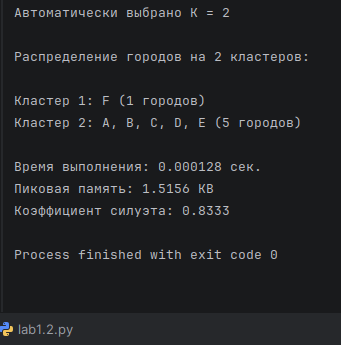 Автоматически выбрано K = 2
Распределение городов на 2 кластеров:
Кластер 1: F (1 городов)
Кластер 2: A, B, C, D, E (5 городов)
Время выполнения: 0.000128 сек.
Пиковая память: 1.5156 KB
Коэффициент силуэта: 0.8333
Process finished with exit code 0
lab1.2.py